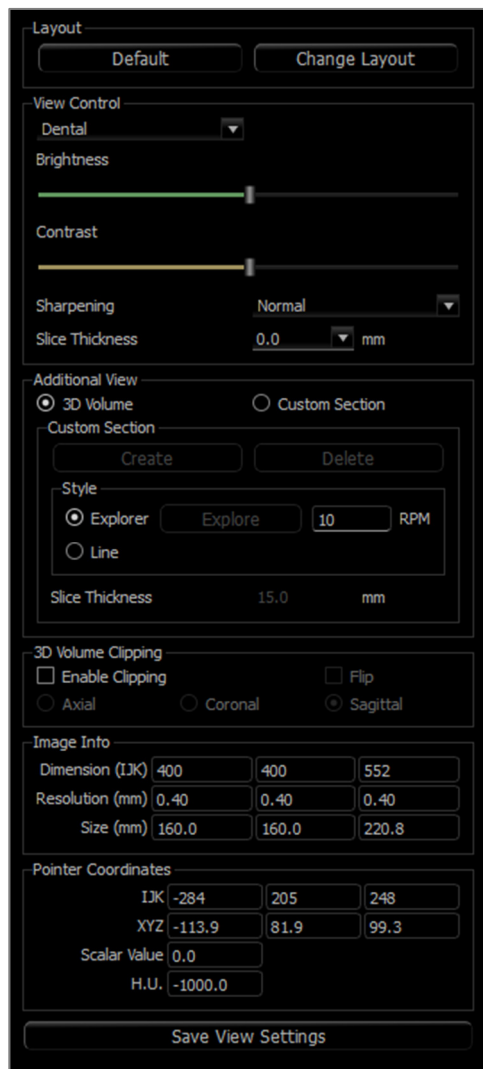 Layout
Default Change Layout
View Control
Dental
Brightness
Contrast
Sharpening Normal
Slice Thickness 0.0 mm
Additional View
3D Volume Custom Section
Custom Section
Create Delete
Style
Explorer Explore 10 RPM
Line
Slice Thickness 15.0 mm
3D Volume Clipping
Enable Clipping Flip
Axial Coronal Sagittal
Image Info
Dimension (IJK) 400 400 552
Resolution (mm) 0.40 0.40 0.40
Size (mm) 160.0 160.0 220.8
Pointer Coordinates
IJK -284 205 248
XYZ -113.9 81.9 99.3
Scalar Value 0.0
H.U. -1000.0
Save View Settings